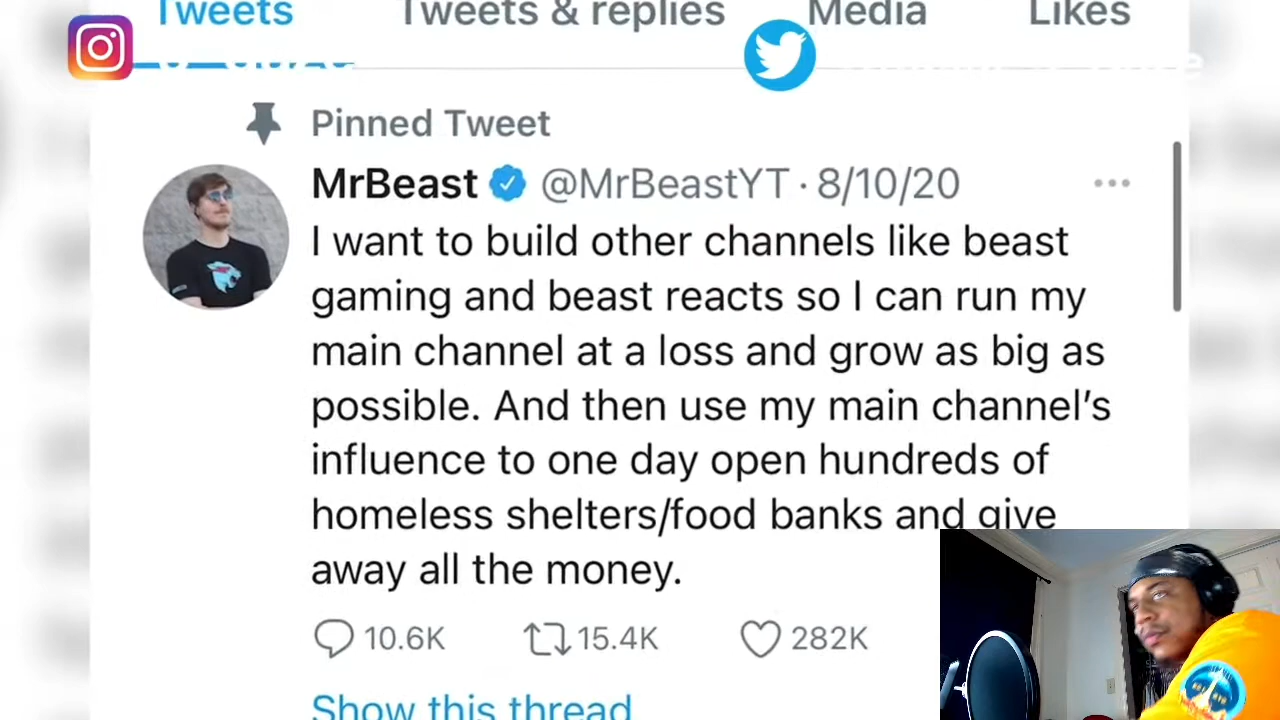 Tweets Tweets & replies Media Likes
Pinned Tweet
MrBeast @MrBeastYT · 8/10/20
I want to build other channels like beast
gaming and beast reacts so I can run my
main channel at a loss and grow as big as
possible. And then use my main channel’s
influence to one day open hundreds of
homeless shelters/food banks and give
away all the money.
10.6K 15.4K 282K
Show this thread